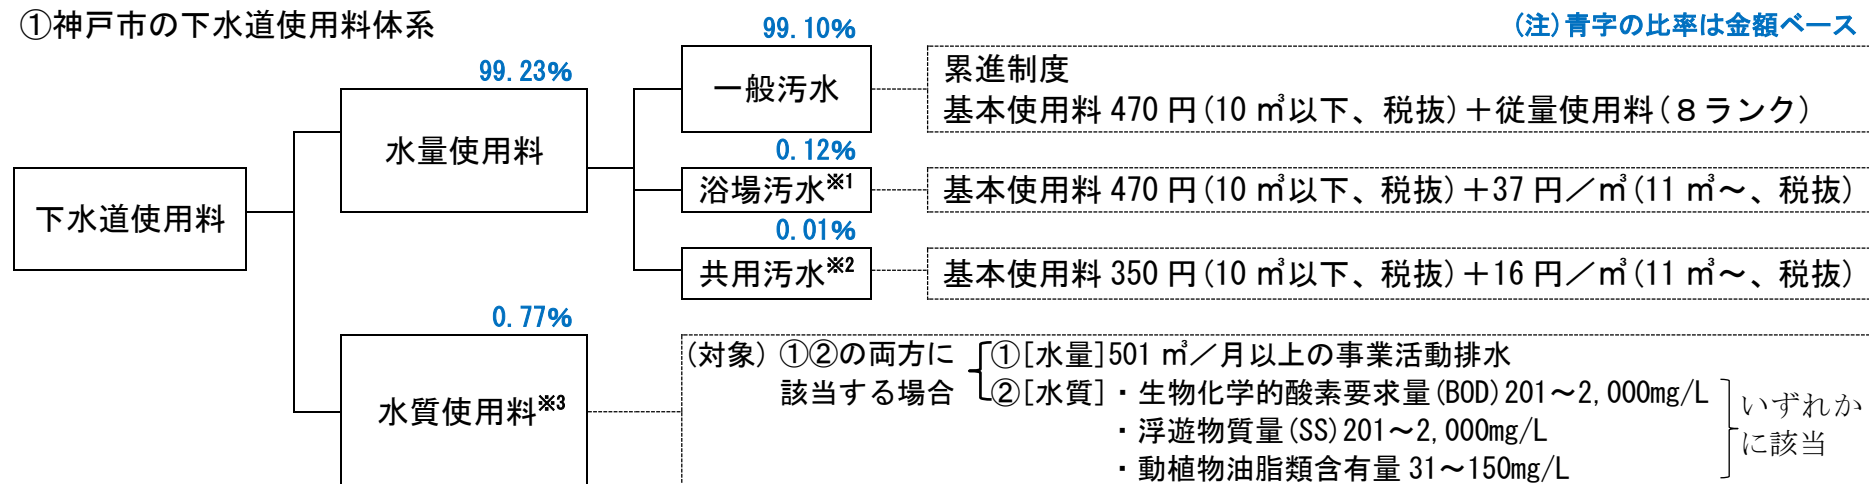 ①神戸市の下水道使用料体系
(注)青字の比率は金額ベース
下水道使用料
99.23%
水量使用料
99.10%
一般汚水
累進制度
基本使用料 470 円(10 ㎥以下、税抜)+従量使用料(8ランク)
0.12%
浴場汚水※1
基本使用料 470 円(10 ㎥以下、税抜)+37 円/㎥(11 ㎥~、税抜)
0.01%
共用汚水※2
基本使用料 350 円(10 ㎥以下、税抜)+16 円/㎥(11 ㎥~、税抜)
0.77%
水質使用料※3
(対象) ①②の両方に
該当する場合
①[水量]501 ㎥/月以上の事業活動排水
②[水質]・生物化学的酸素要求量(BOD)201~2,000mg/L
・浮遊物質量(SS)201~2,000mg/L
・動植物油脂類含有量 31~150mg/L
いずれか
に該当